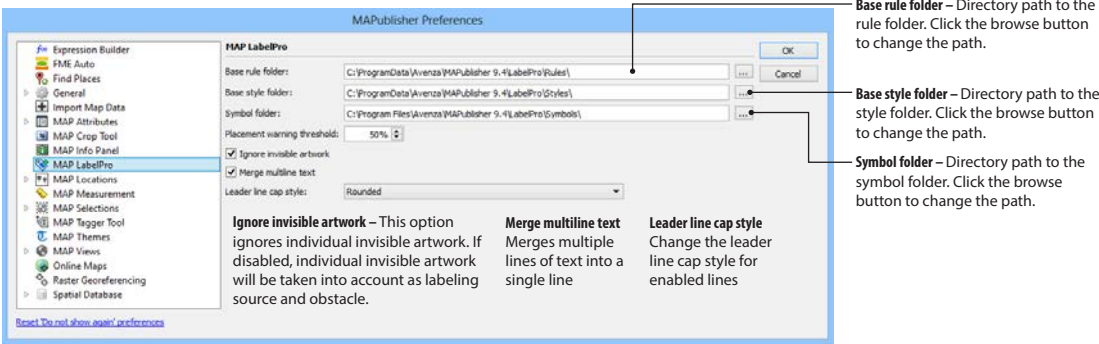 MAPublisher Preferences
fx= Expression Builder
FME Auto
Find Places
General
Import Map Data
MAP Attributes
MAP Crop Tool
MAP Info Panel
MAP LabelPro
MAP Locations
MAP Measurement
MAP Selections
MAP Tagger Tool
MAP Themes
MAP Views
Online Maps
Raster Georeferencing
Spatial Database
Reset 'Do not show again' preferences
MAP LabelPro
Base rule folder: C:\ProgramData\Avenza\MAPublisher 9.4\LabelPro\Rules\ ...
Base style folder: C:\ProgramData\Avenza\MAPublisher 9.4\LabelPro\Styles\ ...
Symbol folder: C:\Program Files\Avenza\MAPublisher 9.4\LabelPro\Symbols\ ...
Placement warning threshold: 50%
Ignore invisible artwork
Merge multiline text
Leader line cap style: Rounded
OK
Cancel
Ignore invisible artwork – This option
ignores individual invisible artwork. If
disabled, individual invisible artwork
will be taken into account as labeling
source and obstacle.
Merge multiline text
Merges multiple
lines of text into a
single line
Leader line cap style
Change the leader
line cap style for
enabled lines
Base rule folder – Directory path to the
rule folder. Click the browse button
to change the path.
Base style folder – Directory path to the
style folder. Click the browse button
to change the path.
Symbol folder – Directory path to the
symbol folder. Click the browse
button to change the path.